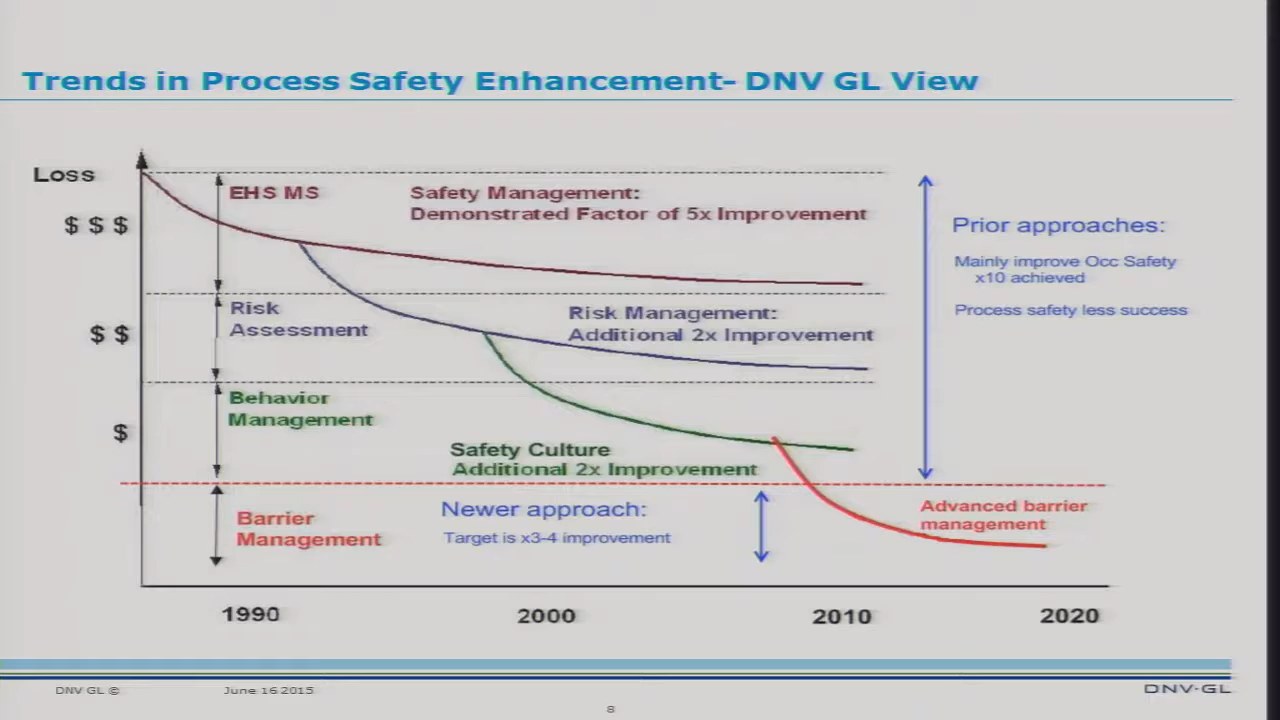 Trends in Process Safety Enhancement- DNV GL View
Loss
$ $ $
$ $
$
EHS MS
Safety Management:
Demonstrated Factor of 5x Improvement
Risk
Assessment
Risk Management:
Additional 2x Improvement
Behavior
Management
Safety Culture
Additional 2x Improvement
Barrier
Management
Newer approach:
Target is x3-4 improvement
Advanced barrier
management
Prior approaches:
Mainly improve Occ Safety
x10 achieved
Process safety less success
1990
2000
2010
2020
DNV GL ©
June 16 2015
8
DNV·GL